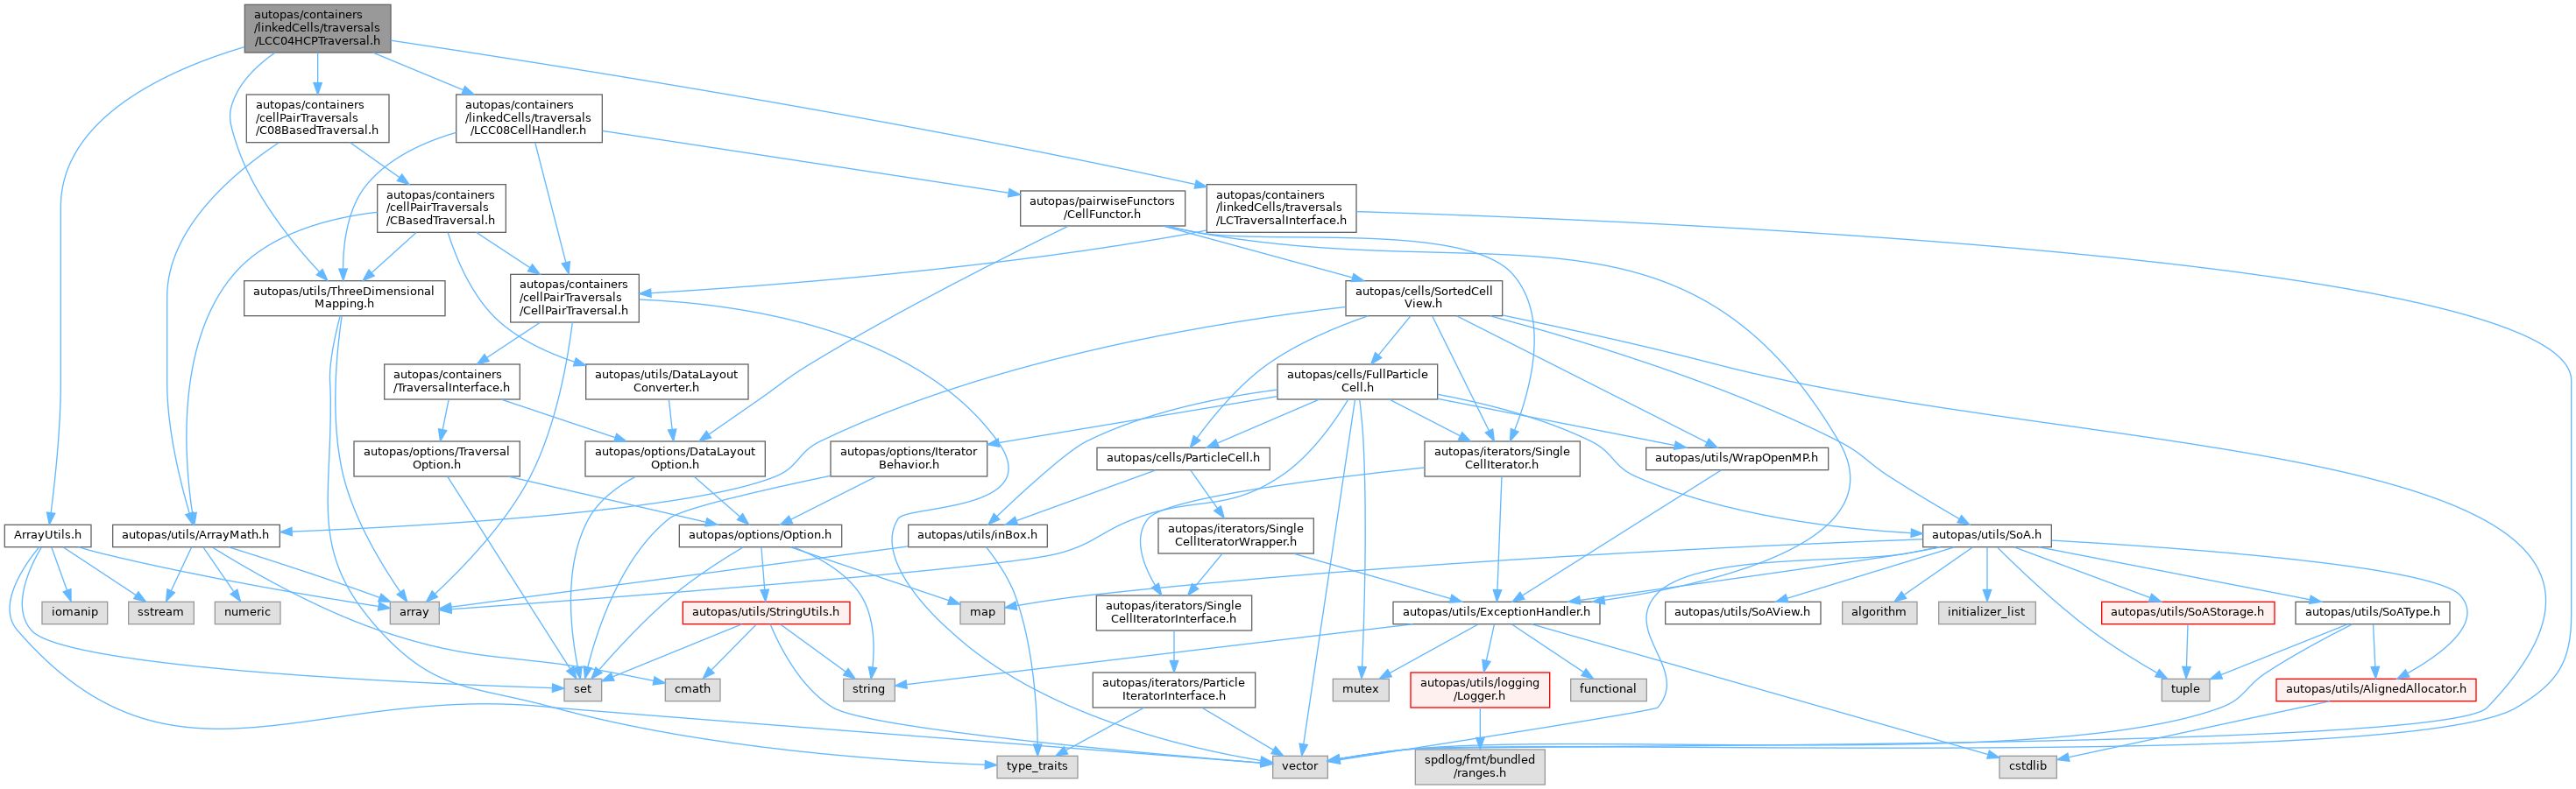 autopas/containers
/linkedCells/traversals
/LCC04HCPTraversal.h
autopas/containers
/cellPairTraversals
/C08BasedTraversal.h
autopas/containers
/linkedCells/traversals
/LCC08CellHandler.h
autopas/containers
/cellPairTraversals
/CBasedTraversal.h
autopas/pairwiseFunctors
/CellFunctor.h
autopas/containers
/linkedCells/traversals
/LCTraversalInterface.h
autopas/utils/ThreeDimensional
Mapping.h
autopas/containers
/cellPairTraversals
/CellPairTraversal.h
autopas/cells/SortedCell
View.h
autopas/containers
/TraversalInterface.h
autopas/utils/DataLayout
Converter.h
autopas/cells/FullParticle
Cell.h
autopas/options/Traversal
Option.h
autopas/options/DataLayout
Option.h
autopas/options/Iterator
Behavior.h
autopas/cells/ParticleCell.h
autopas/iterators/Single
CellIterator.h
autopas/utils/WrapOpenMP.h
ArrayUtils.h
autopas/utils/ArrayMath.h
autopas/options/Option.h
autopas/utils/inBox.h
autopas/iterators/Single
CellIteratorWrapper.h
autopas/utils/SoA.h
iomanip
sstream
numeric
array
autopas/utils/StringUtils.h
map
autopas/iterators/Single
CellIteratorInterface.h
autopas/utils/ExceptionHandler.h
autopas/utils/SoAView.h
algorithm
initializer_list
autopas/utils/SoAStorage.h
autopas/utils/SoAType.h
set
cmath
string
autopas/iterators/Particle
IteratorInterface.h
mutex
autopas/utils/logging
/Logger.h
functional
tuple
autopas/utils/AlignedAllocator.h
type_traits
vector
spdlog/fmt/bundled
/ranges.h
cstdlib